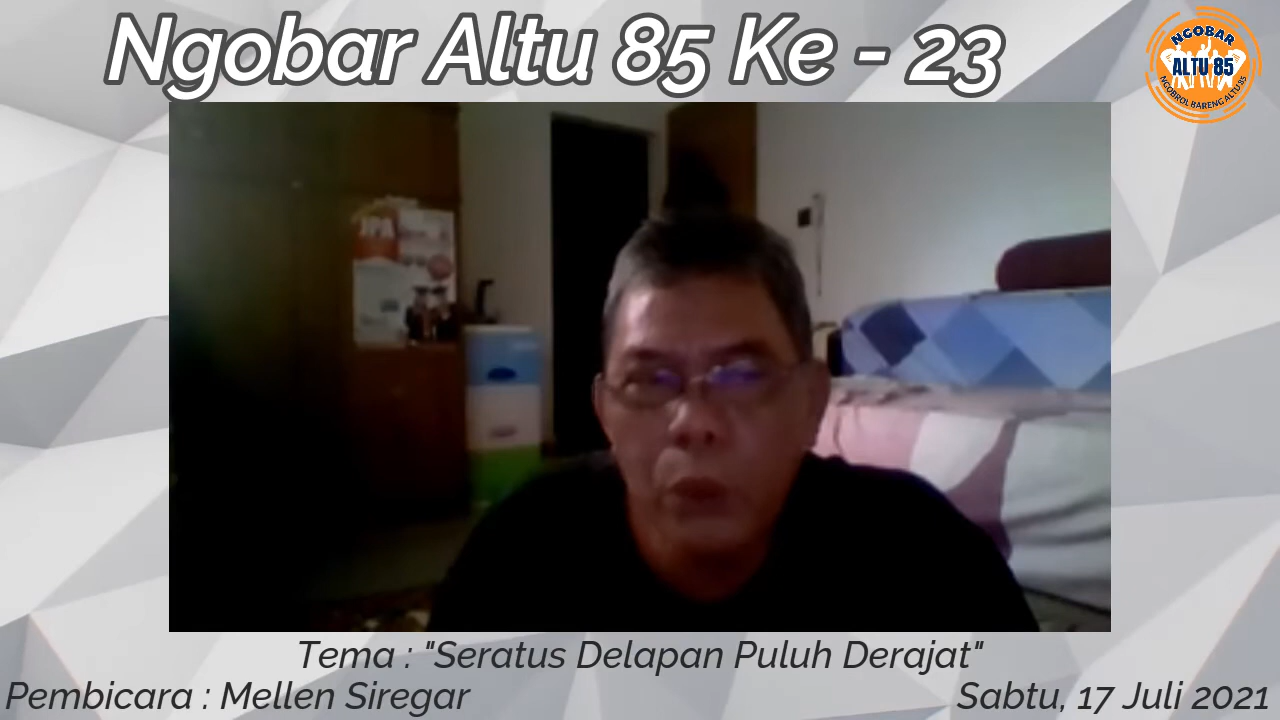 Ngobar Altu 85 Ke - 23
NGOBAR
ALTU 85
NGOBROL BARENG ALTU 85
JPA
Tema : "Seratus Delapan Puluh Derajat"
Pembicara : Mellen Siregar
Sabtu, 17 Juli 2021